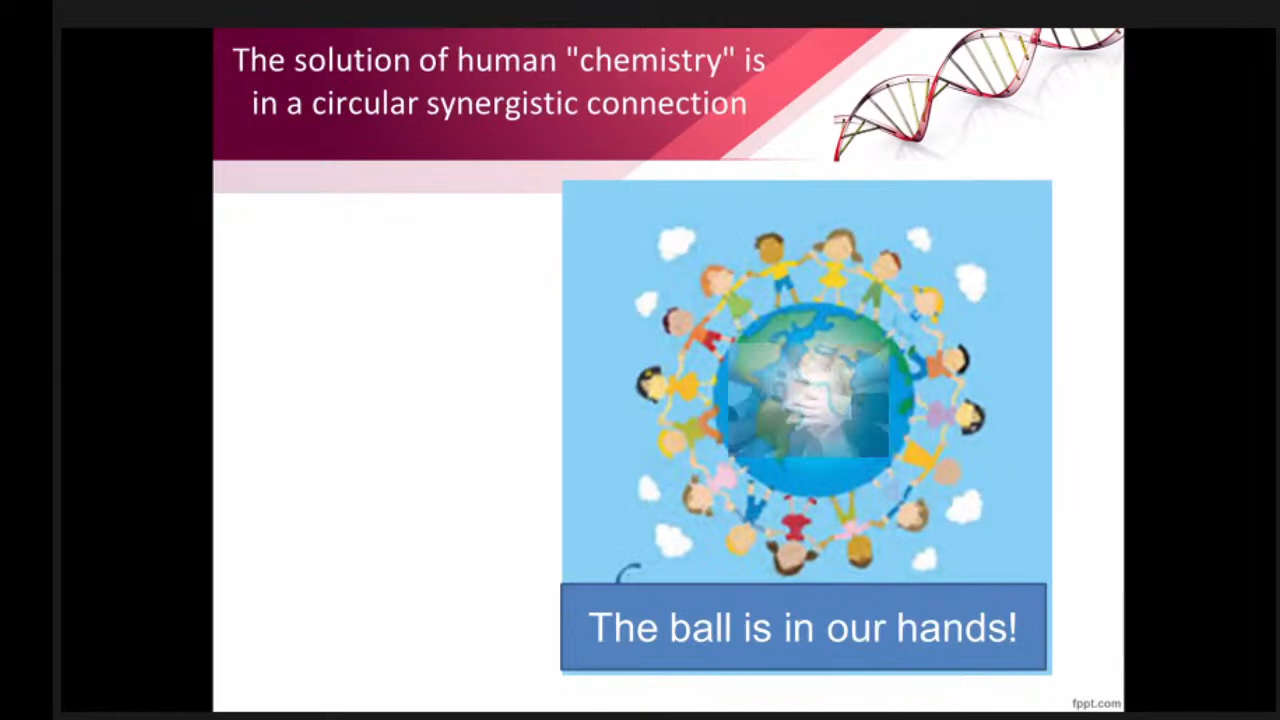 The solution of human "chemistry" is
in a circular synergistic connection
The ball is in our hands!
fppt.com